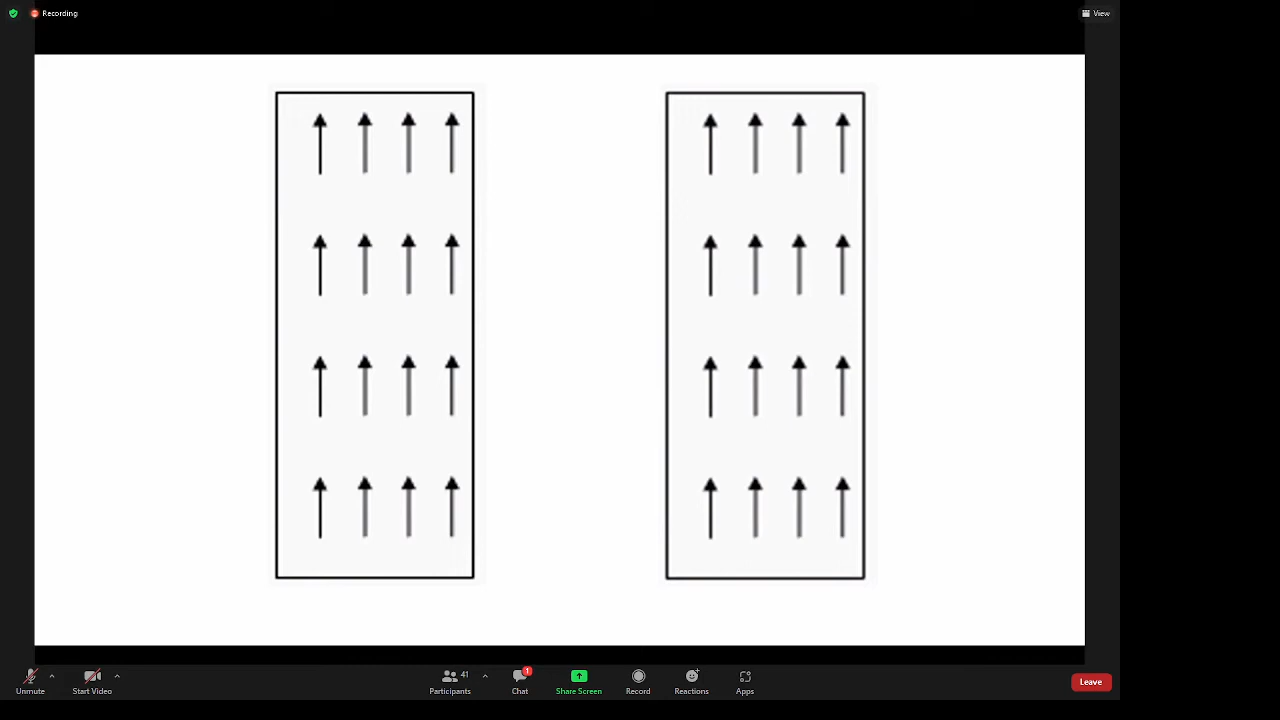 Recording
View
Unmute
Start Video
Participants
41
Chat
1
Share Screen
Record
Reactions
Apps
Leave